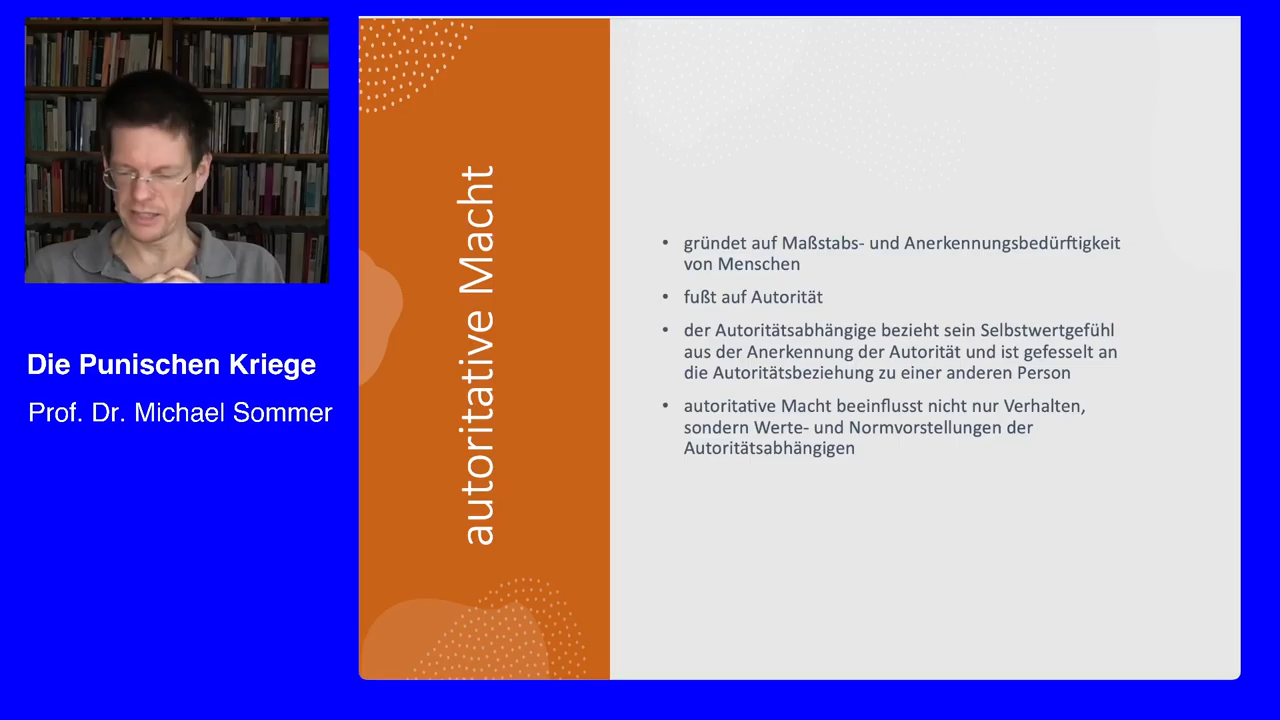 Die Punischen Kriege
Prof. Dr. Michael Sommer
autoritative Macht
• gründet auf Maßstabs- und Anerkennungsbedürftigkeit
von Menschen
• fußt auf Autorität
• der Autoritätsabhängige bezieht sein Selbstwertgefühl
aus der Anerkennung der Autorität und ist gefesselt an
die Autoritätsbeziehung zu einer anderen Person
• autoritative Macht beeinflusst nicht nur Verhalten,
sondern Werte- und Normvorstellungen der
Autoritätsabhängigen